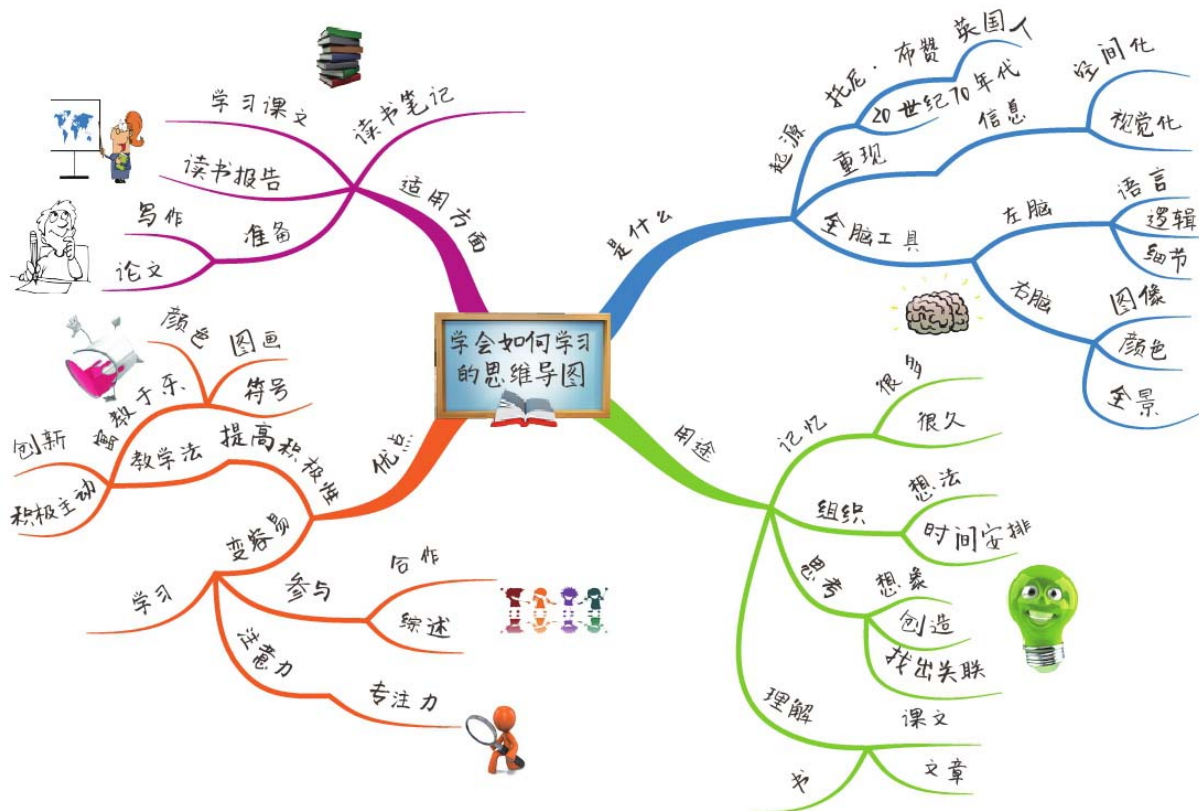 学会如何学习
的思维导图
是什么
起源
托尼·布赞
英国人
20世纪70年代
重现
信息
空间化
视觉化
全脑工具
左脑
语言
逻辑
细节
右脑
图像
颜色
全景
用途
记忆
很多
很久
组织
想法
时间安排
思考
想象
创造
找出关联
理解
课文
文章
书
优点
提高积极性
教学法
寓教于乐
颜色
图画
符号
创新
积极主动
变容易
学习
参与
合作
综述
注意力
专注力
适用方面
读书笔记
学习课文
读书报告
准备
写作
论文